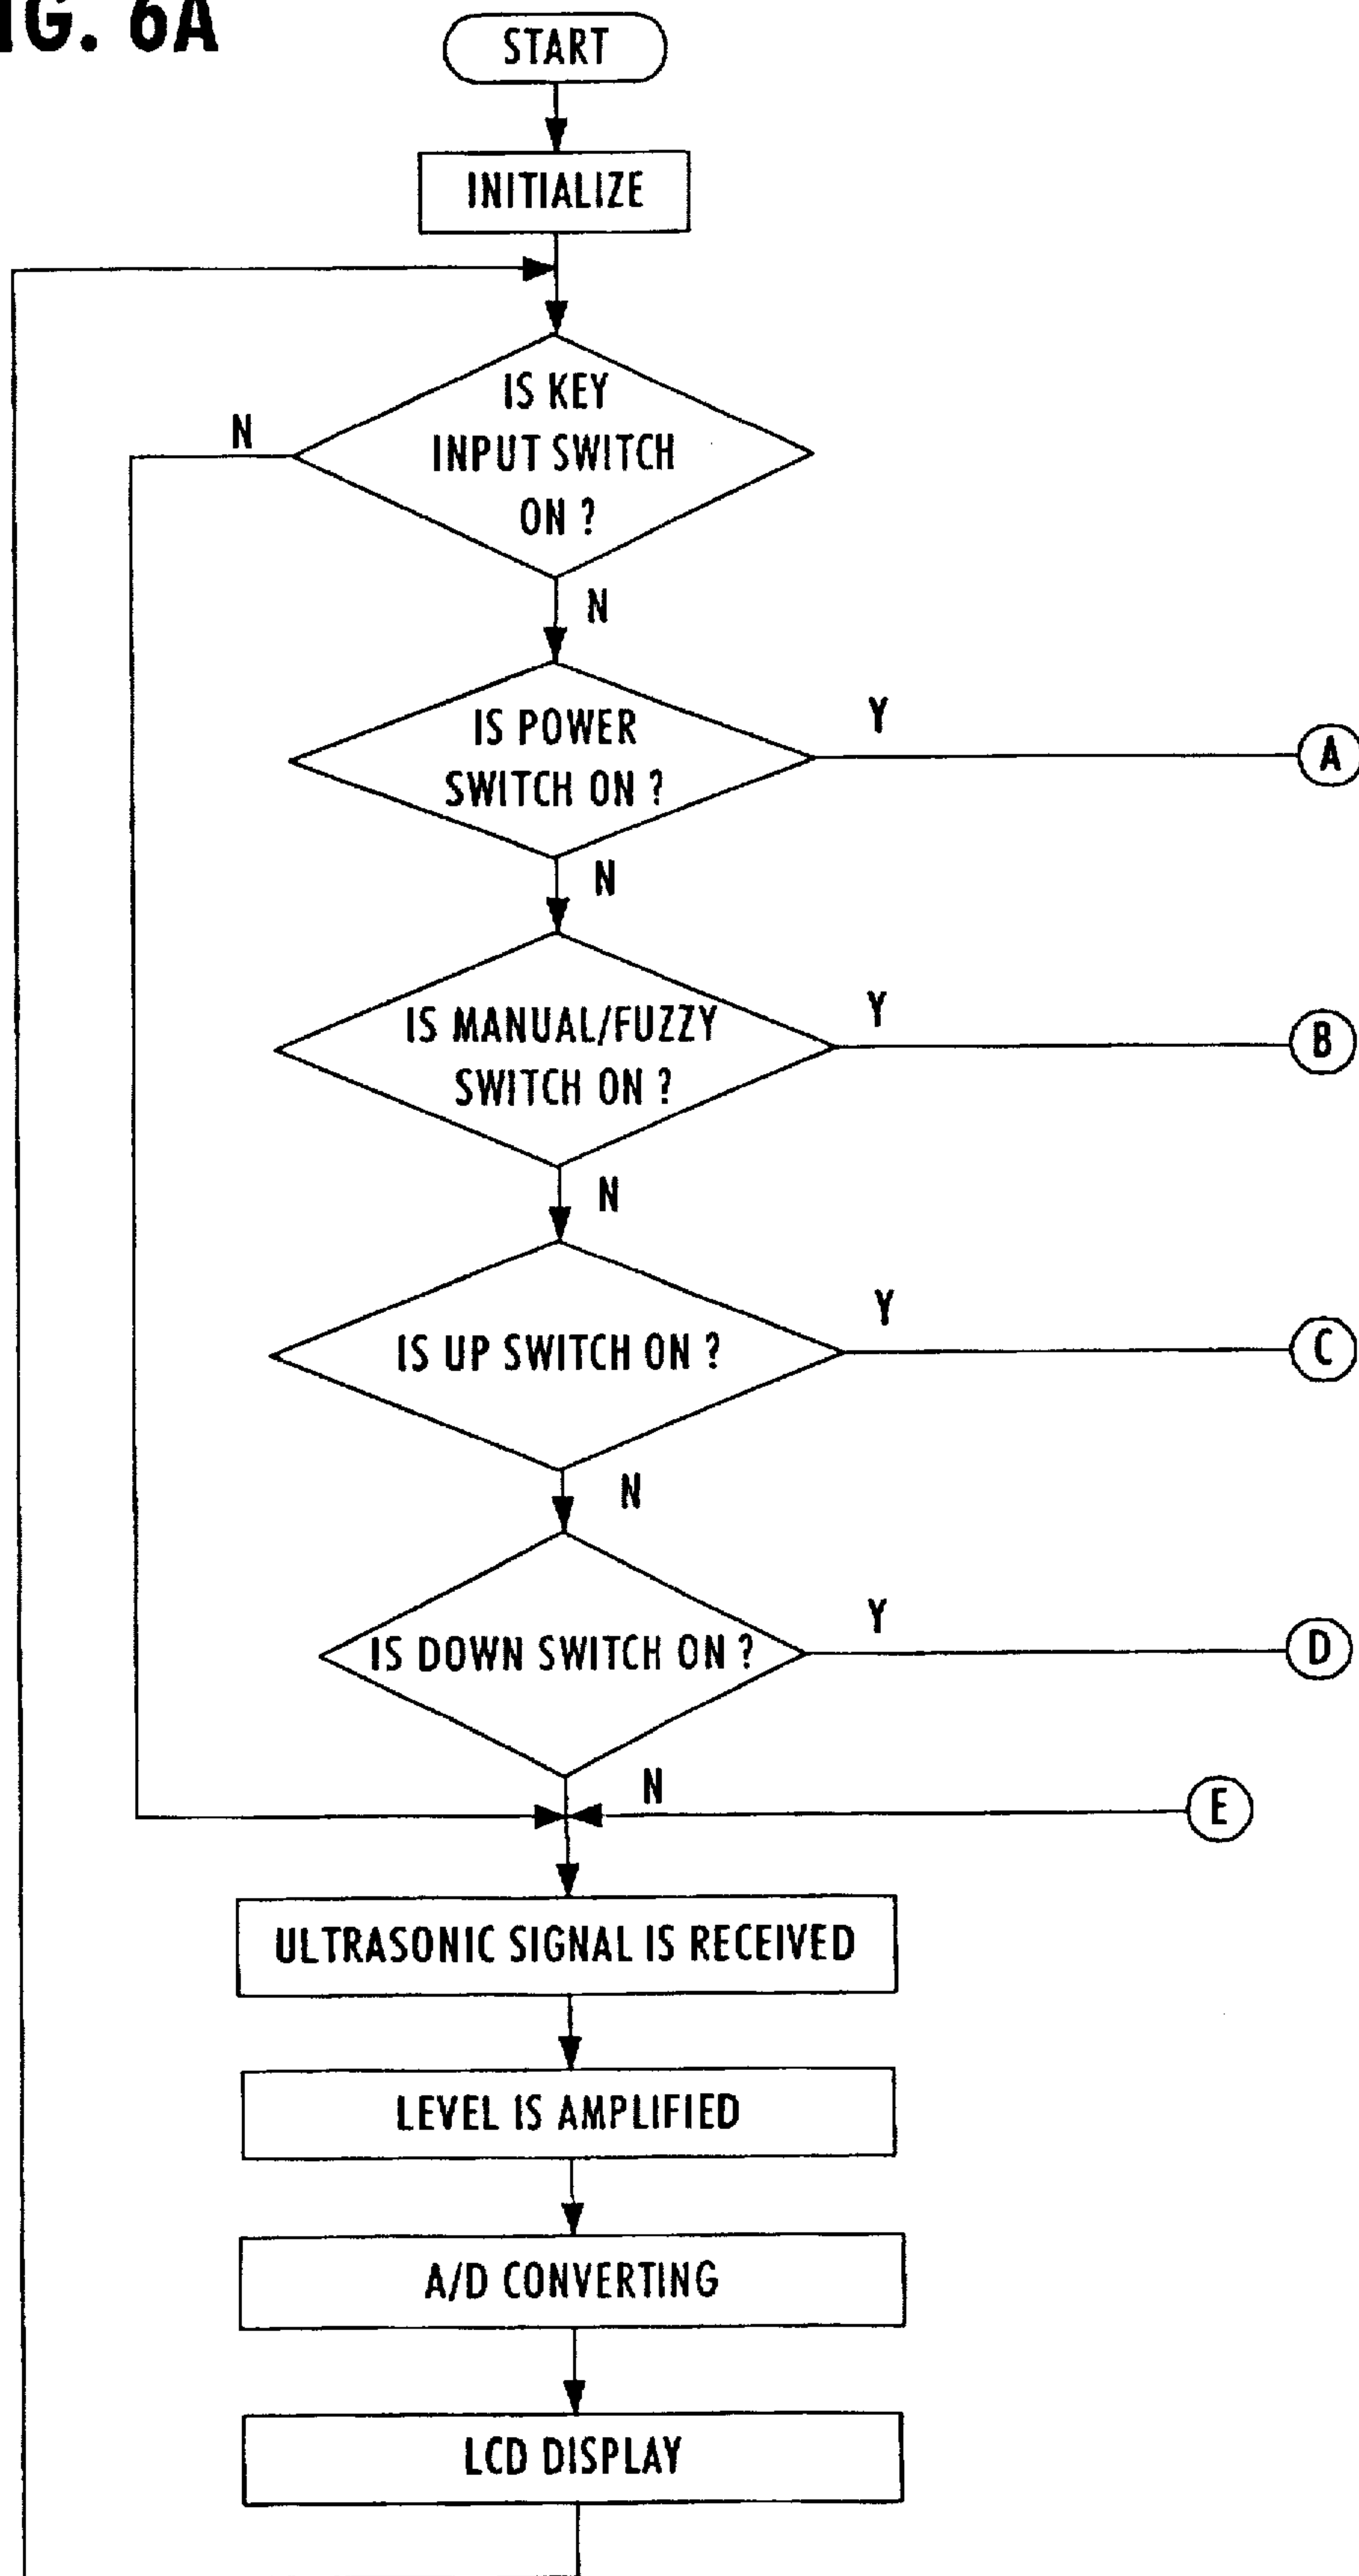 IG. 6A
START
INITIALIZE
IS KEY
INPUT SWITCH
ON ?
N
N
IS POWER
SWITCH ON ?
Y
A
N
IS MANUAL/FUZZY
SWITCH ON ?
Y
B
N
IS UP SWITCH ON ?
Y
C
N
IS DOWN SWITCH ON ?
Y
D
N
E
ULTRASONIC SIGNAL IS RECEIVED
LEVEL IS AMPLIFIED
A/D CONVERTING
LCD DISPLAY